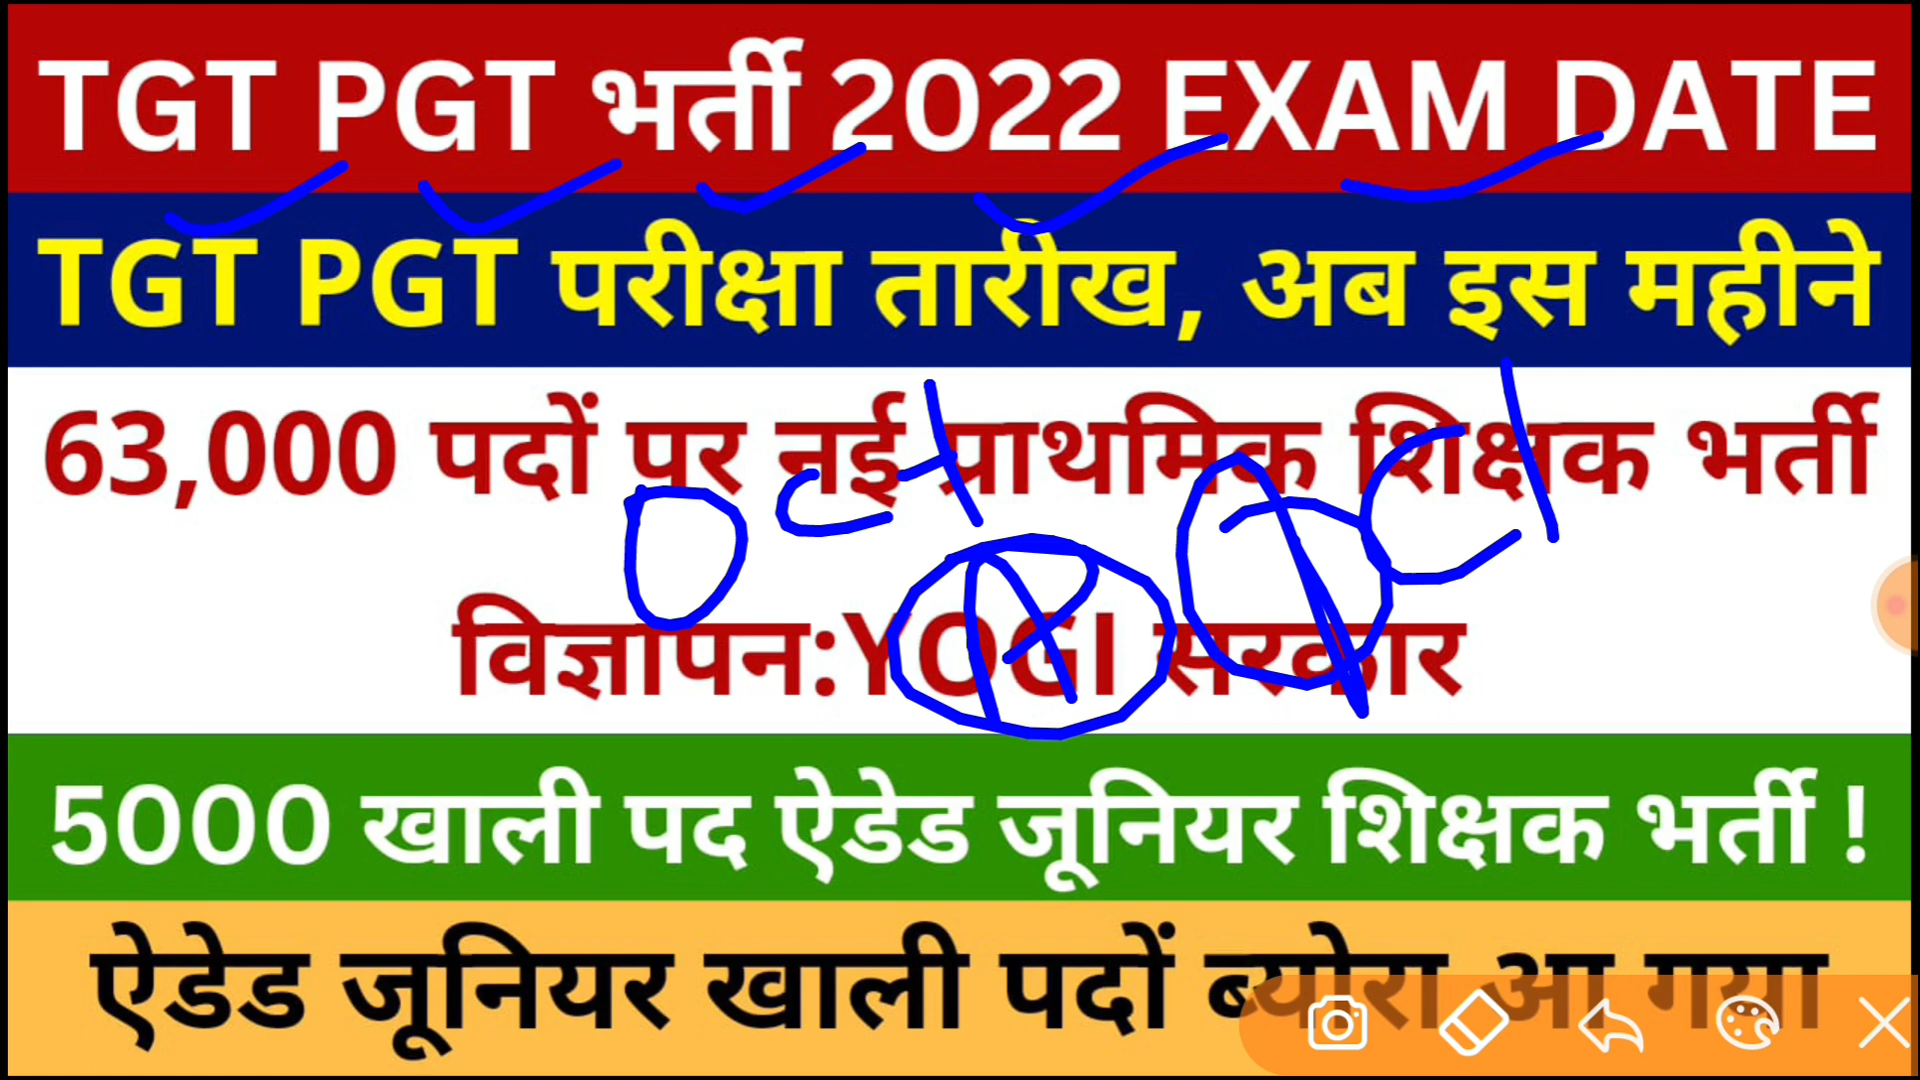 TGT PGT भर्ती 2022 EXAM DATE
TGT PGT परीक्षा तारीख, अब इस महीने
63,000 पदों पर नई प्राथमिक शिक्षक भर्ती
विज्ञापन:YOGI सरकार
5000 खाली पद ऐडेड जूनियर शिक्षक भर्ती !
ऐडेड जूनियर खाली पदों ब्योरा आ गया